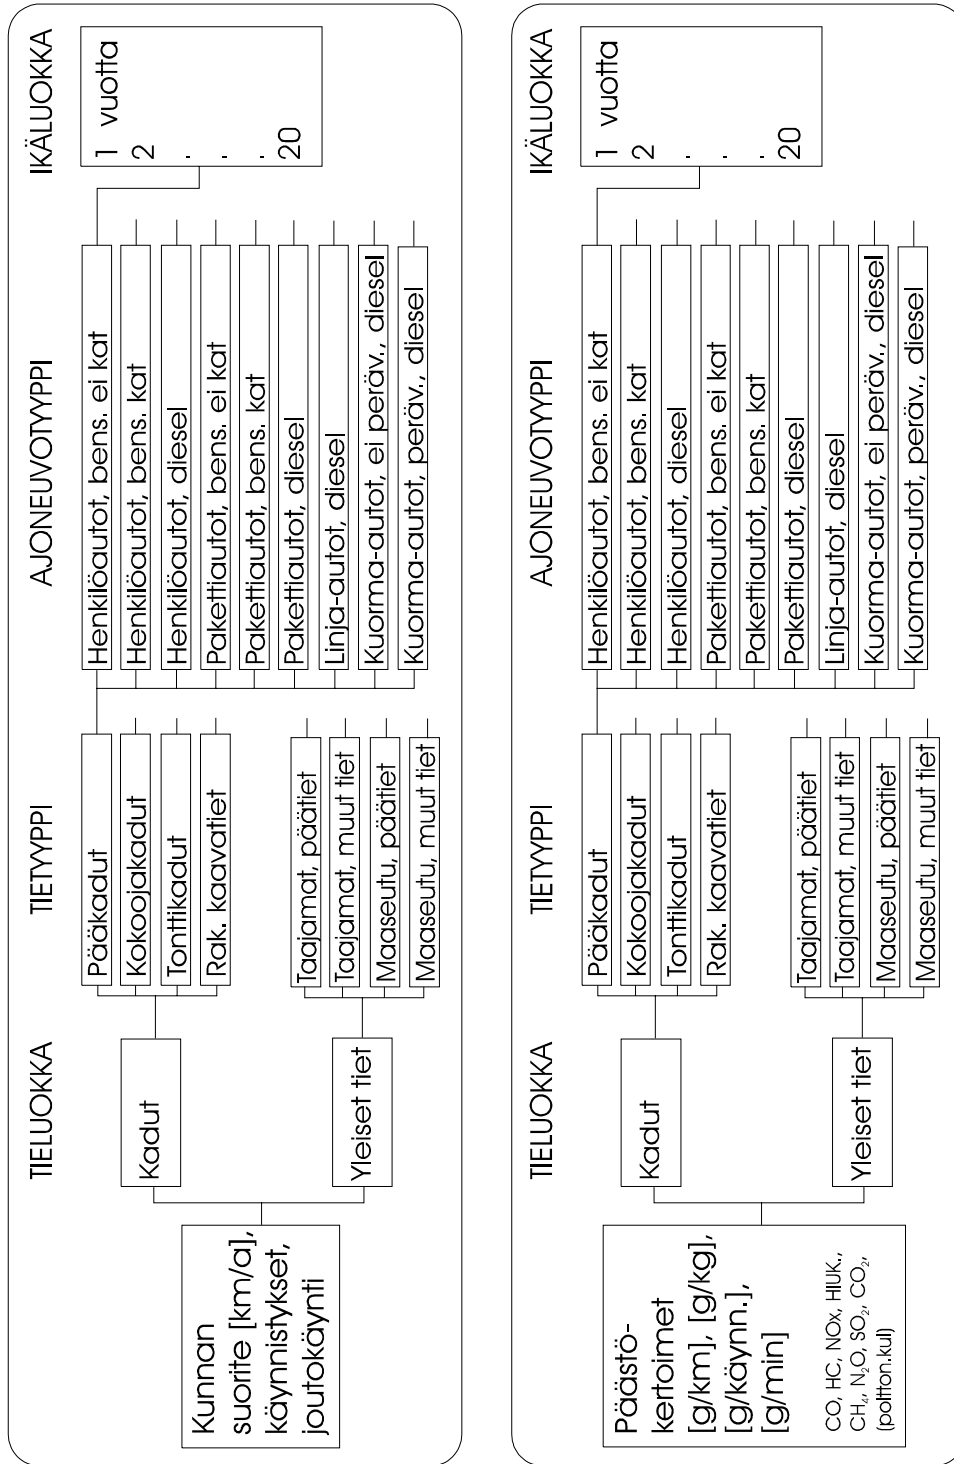 TIELUOKKA
TIETYYPPI
AJONEUVOTYYPPI
IKÄLUOKKA
Kunnan
suorite [km/a],
käynnistykset,
joutokäynti
Kadut
Yleiset tiet
Pääkadut
Kokoojakadut
Tonttikadut
Rak. kaavatiet
Taajamat, päätiet
Taajamat, muut tiet
Maaseutu, päätiet
Maaseutu, muut tiet
Henkilöautot, bens. ei kat
Henkilöautot, bens. kat
Henkilöautot, diesel
Pakettiautot, bens. ei kat
Pakettiautot, bens. kat
Pakettiautot, diesel
Linja-autot, diesel
Kuorma-autot, ei peräv., diesel
Kuorma-autot, peräv., diesel
1 vuotta
2
.
.
.
20
TIELUOKKA
TIETYYPPI
AJONEUVOTYYPPI
IKÄLUOKKA
Päästö-
kertoimet
[g/km], [g/kg],
[g/käynn.],
[g/min]
CO, HC, NOx, HIUK.,
CH₄, N₂O, SO₂, CO₂,
(poltton.kul)
Kadut
Yleiset tiet
Pääkadut
Kokoojakadut
Tonttikadut
Rak. kaavatiet
Taajamat, päätiet
Taajamat, muut tiet
Maaseutu, päätiet
Maaseutu, muut tiet
Henkilöautot, bens. ei kat
Henkilöautot, bens. kat
Henkilöautot, diesel
Pakettiautot, bens. ei kat
Pakettiautot, bens. kat
Pakettiautot, diesel
Linja-autot, diesel
Kuorma-autot, ei peräv., diesel
Kuorma-autot, peräv., diesel
1 vuotta
2
.
.
.
20